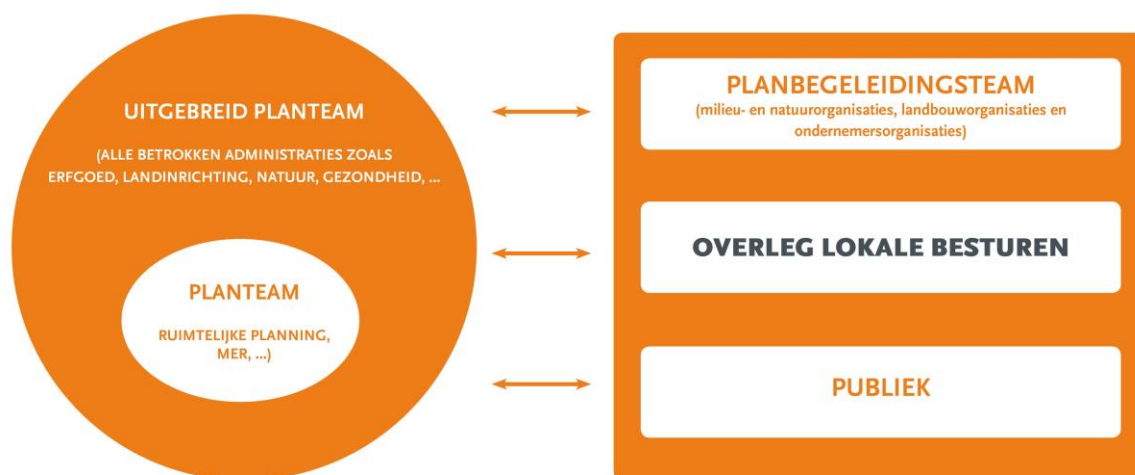 UITGEBREID PLANTEAM
(ALLE BETROKKEN ADMINISTRATIES ZOALS
ERFGOED, LANDINRICHTING, NATUUR, GEZONDHEID, ...
PLANTEAM
RUIMTELIJKE PLANNING,
MER, ...)
PLANBEGELEIDINGSTEAM
(milieu- en natuurorganisaties, landbouworganisaties en
ondernemersorganisaties)
OVERLEG LOKALE BESTUREN
PUBLIEK